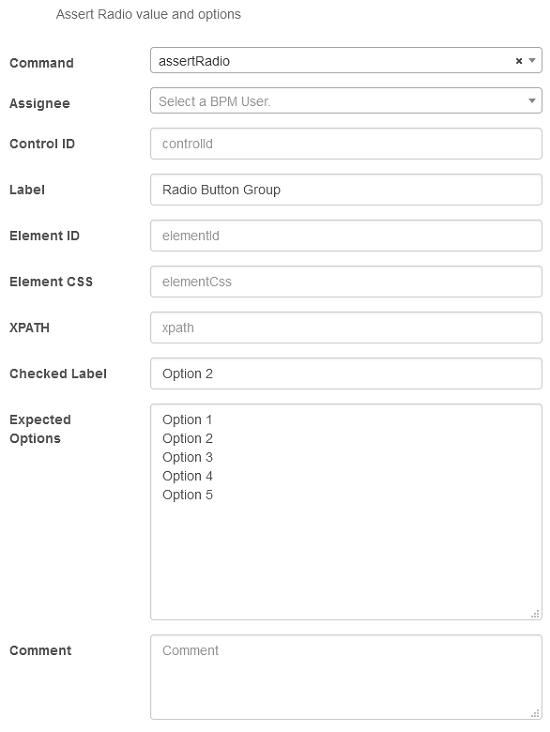 Assert Radio value and options
Command
assertRadio × 
Assignee
Select a BPM User.
Control ID
controlId
Label
Radio Button Group
Element ID
elementId
Element CSS
elementCss
XPATH
xpath
Checked Label
Option 2
Expected
Options
Option 1
Option 2
Option 3
Option 4
Option 5
Comment
Comment